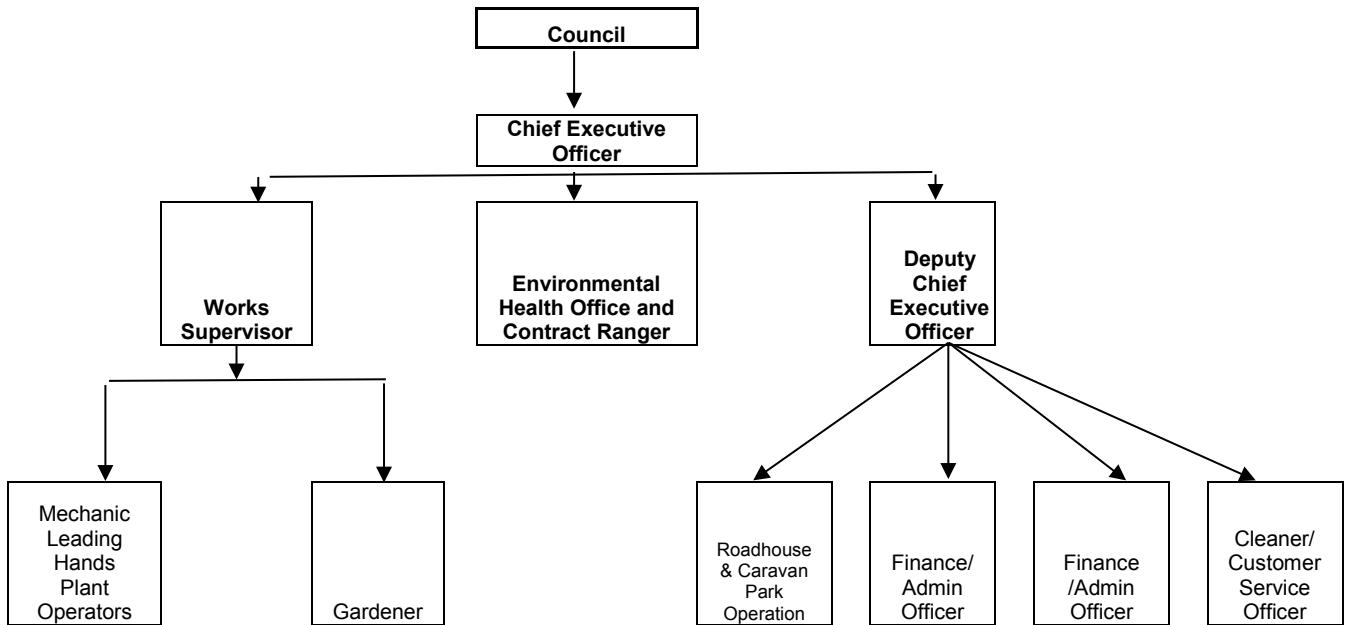 Council
Chief Executive
Officer
Works
Supervisor
Environmental
Health Office and
Contract Ranger
Deputy
Chief
Executive
Officer
Mechanic
Leading
Hands
Plant
Operators
Gardener
Roadhouse
& Caravan
Park
Operation
Finance/
Admin
Officer
Finance
/Admin
Officer
Cleaner/
Customer
Service
Officer